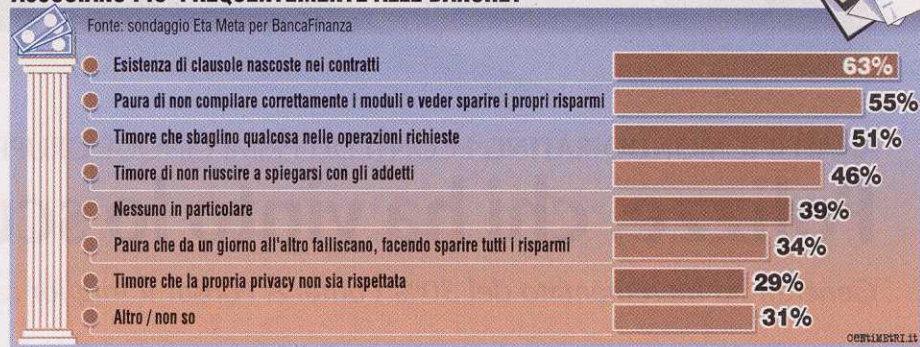 Fonte: sondaggio Eta Meta per BancaFinanza
Esistenza di clausole nascoste nei contratti 63%
Paura di non compilare correttamente i moduli e veder sparire i propri risparmi 55%
Timore che sbaglino qualcosa nelle operazioni richieste 51%
Timore di non riuscire a spiegarsi con gli addetti 46%
Nessuno in particolare 39%
Paura che da un giorno all'altro falliscano, facendo sparire tutti i risparmi 34%
Timore che la propria privacy non sia rispettata 29%
Altro / non so 31%
CENTIMETRI.it